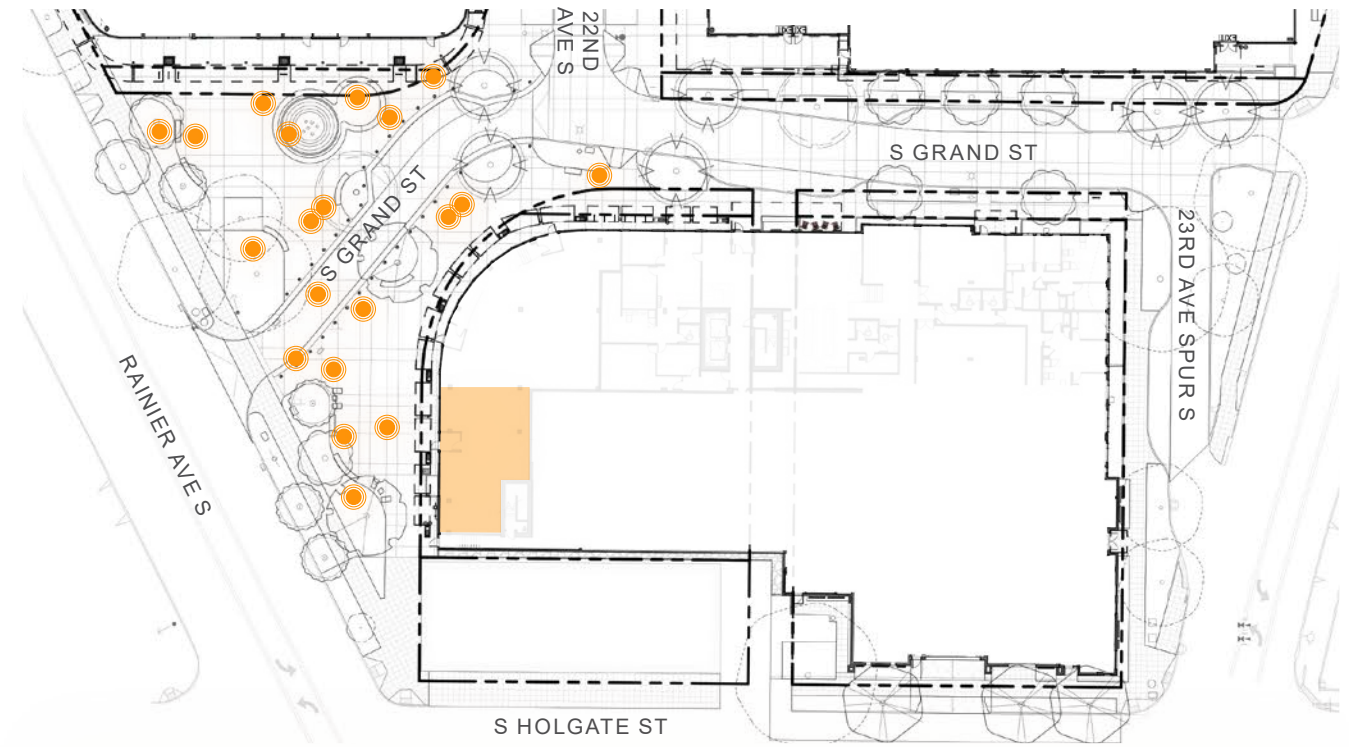 22ND
AVE S
S GRAND ST
S GRAND ST
23RD AVE SPUR S
RAINIER AVE S
S HOLGATE ST